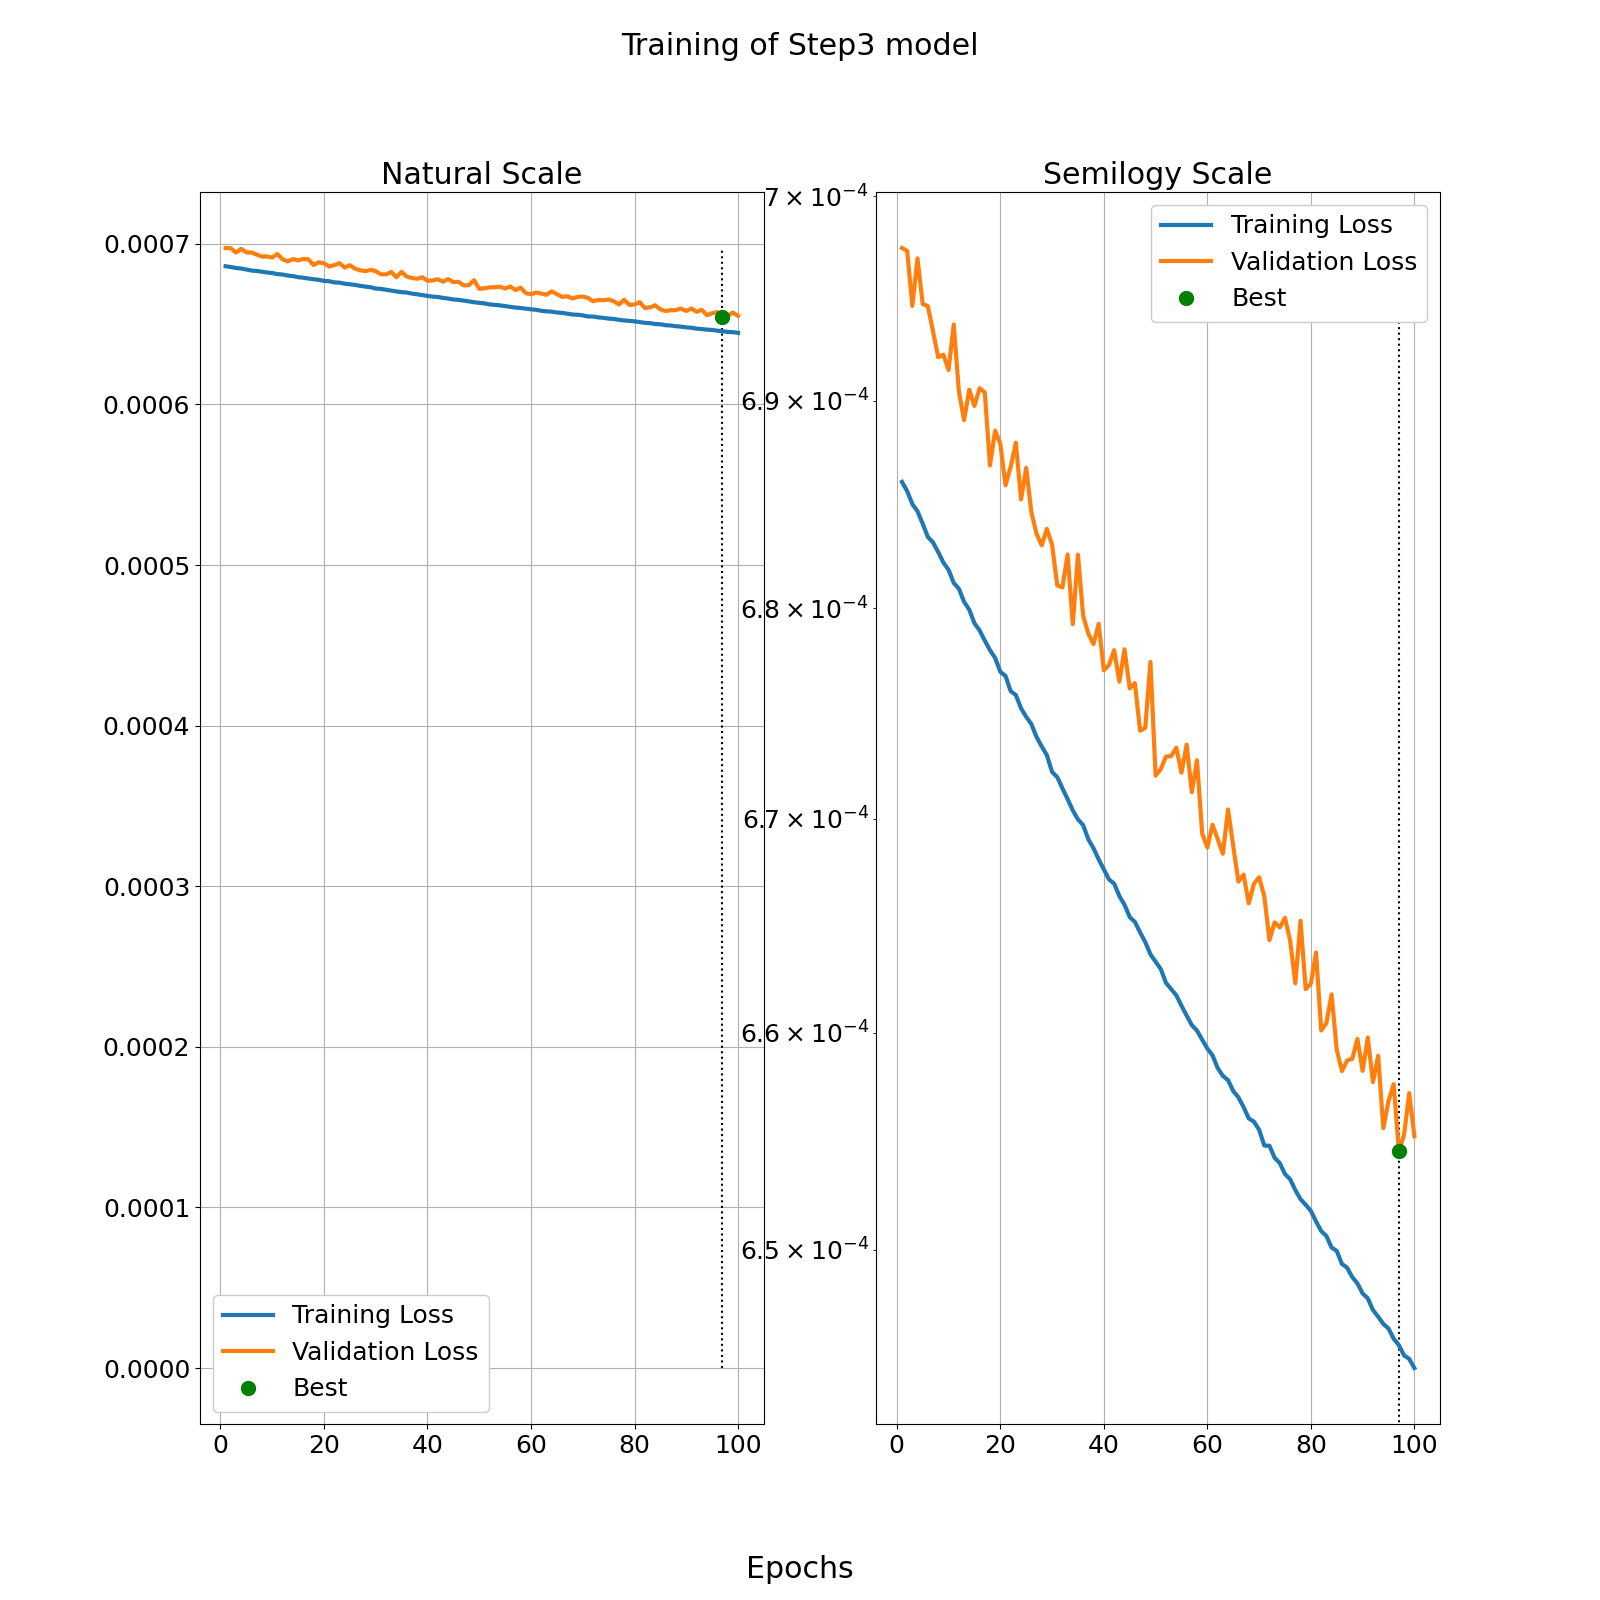 Training of Step3 model
Natural Scale
0.0007
0.0006
0.0005
0.0004
0.0003
0.0002
0.0001
0.0000
0 20 40 60 80 100
Training Loss
Validation Loss
Best
Semilogy Scale
7 × 10⁻⁴
6.9 × 10⁻⁴
6.8 × 10⁻⁴
6.7 × 10⁻⁴
6.6 × 10⁻⁴
6.5 × 10⁻⁴
0 20 40 60 80 100
Training Loss
Validation Loss
Best
Epochs